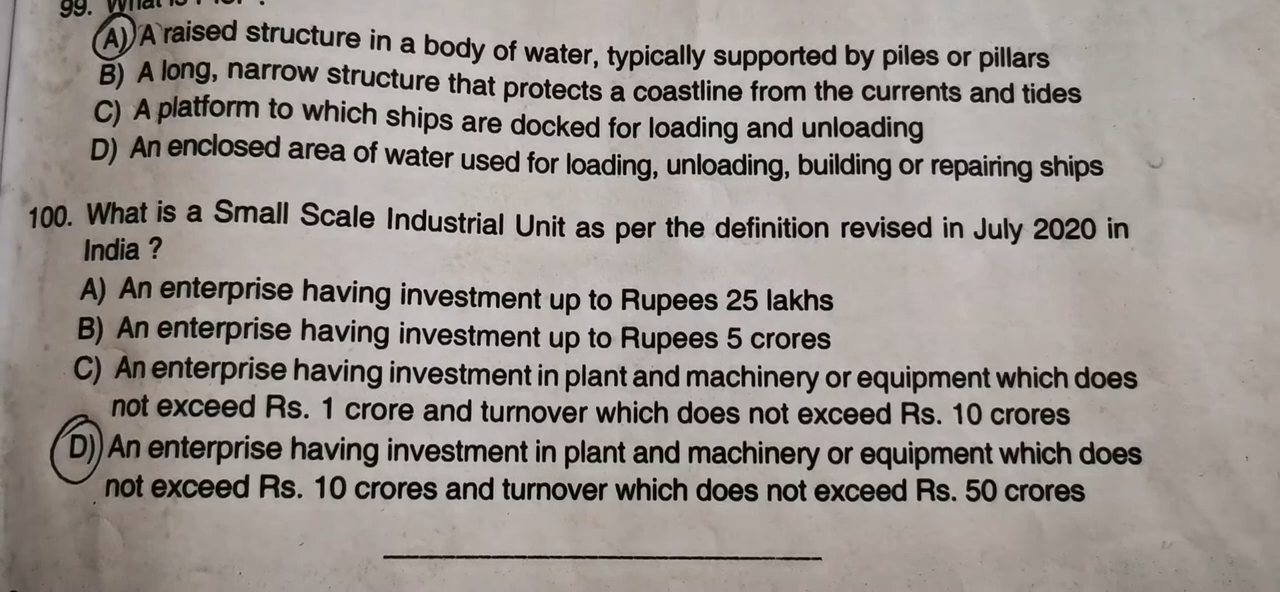 99. What is
A) A raised structure in a body of water, typically supported by piles or pillars
B) A long, narrow structure that protects a coastline from the currents and tides
C) A platform to which ships are docked for loading and unloading
D) An enclosed area of water used for loading, unloading, building or repairing ships
100. What is a Small Scale Industrial Unit as per the definition revised in July 2020 in
India ?
A) An enterprise having investment up to Rupees 25 lakhs
B) An enterprise having investment up to Rupees 5 crores
C) An enterprise having investment in plant and machinery or equipment which does
not exceed Rs. 1 crore and turnover which does not exceed Rs. 10 crores
D) An enterprise having investment in plant and machinery or equipment which does
not exceed Rs. 10 crores and turnover which does not exceed Rs. 50 crores